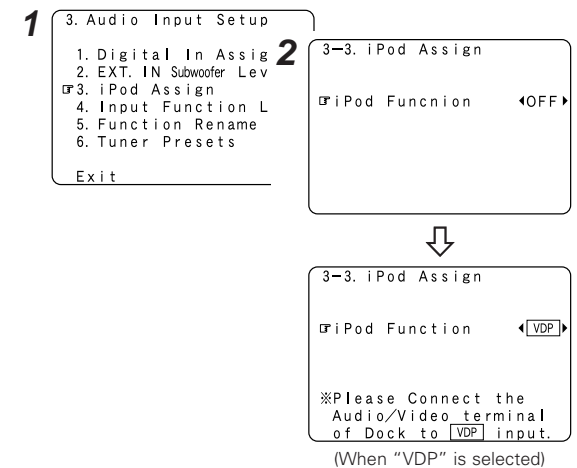 1
3. Audio Input Setup
1. Digital In Assig
2. EXT. IN Subwoofer Lev
☞3. iPod Assign
4. Input Function L
5. Function Rename
6. Tuner Presets
Exit
2
3-3. iPod Assign
☞iPod Funcnion ◀OFF▶
3-3. iPod Assign
☞iPod Function ◀VDP▶
※Please Connect the
Audio/Video terminal
of Dock to VDP input.
(When “VDP” is selected)